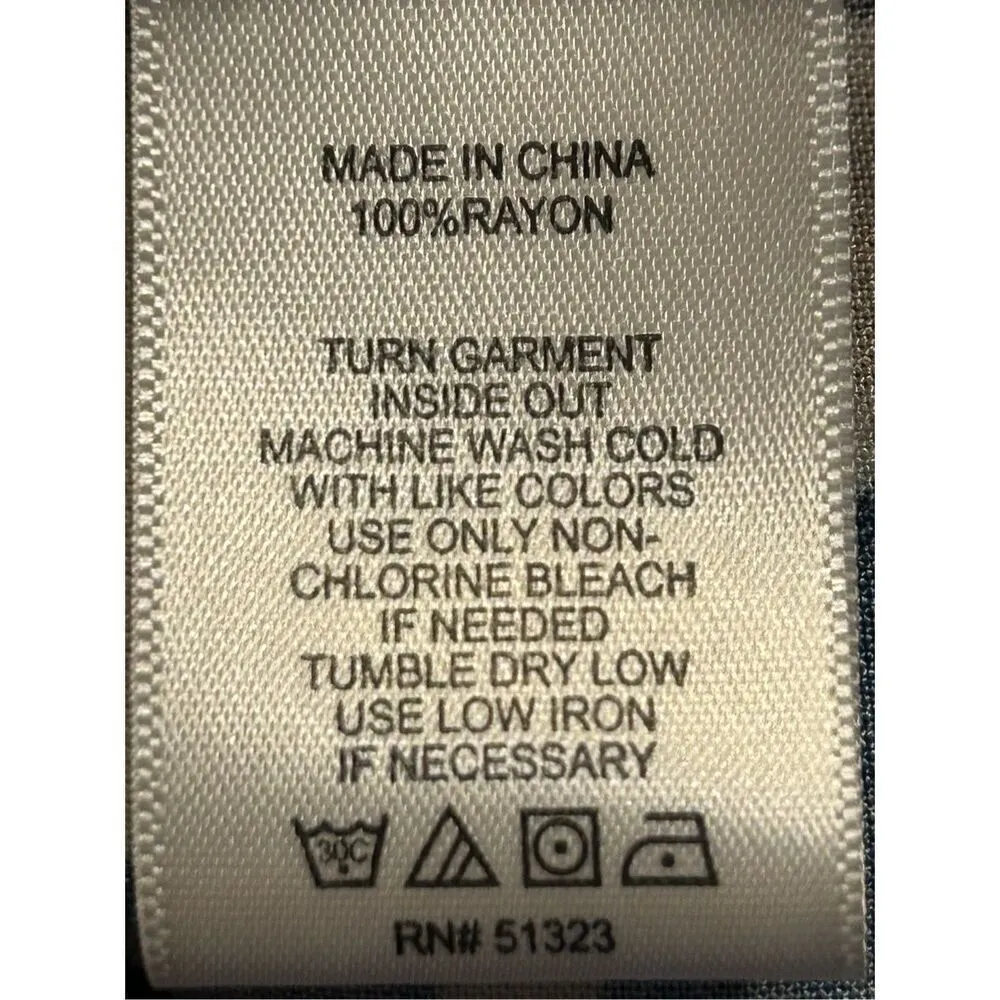 MADE IN CHINA
100%RAYON
TURN GARMENT
INSIDE OUT
MACHINE WASH COLD
WITH LIKE COLORS
USE ONLY NON-
CHLORINE BLEACH
IF NEEDED
TUMBLE DRY LOW
USE LOW IRON
IF NECESSARY
30C
RN# 51323